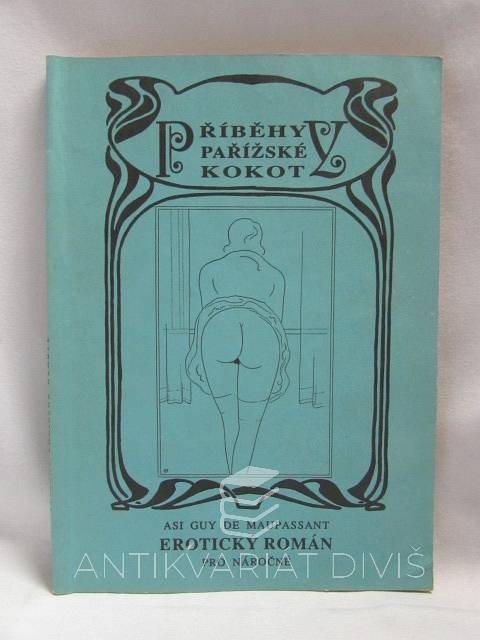 PŘÍBĚHY
PAŘÍŽSKÉ
KOKOTY
ASI GUY DE MAUPASSANT
EROTICKÝ ROMÁN
PRO NÁROČNÉ
ANTIKVARIÁT DIVIŠ